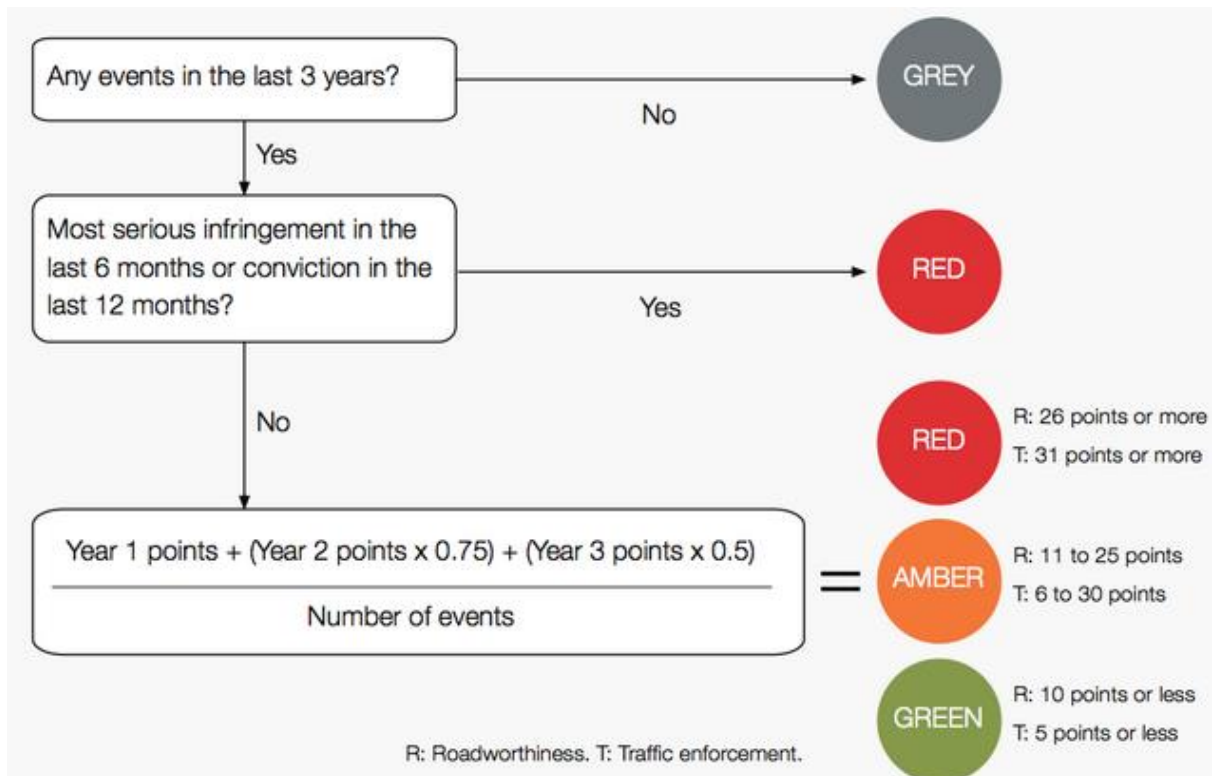 Any events in the last 3 years?
No
GREY
Yes
Most serious infringement in the
last 6 months or conviction in the
last 12 months?
Yes
RED
No
RED
R: 26 points or more
T: 31 points or more
Year 1 points + (Year 2 points x 0.75) + (Year 3 points x 0.5)
Number of events
=
AMBER
R: 11 to 25 points
T: 6 to 30 points
GREEN
R: 10 points or less
T: 5 points or less
R: Roadworthiness. T: Traffic enforcement.